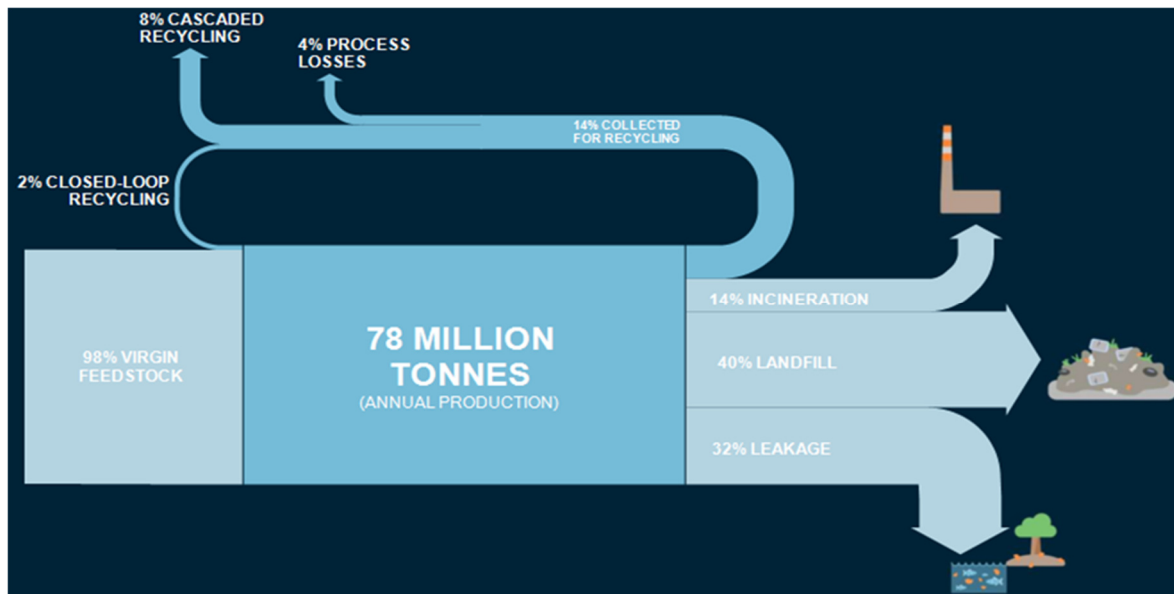 8% CASCADED
RECYCLING
4% PROCESS
LOSSES
14% COLLECTED
FOR RECYCLING
2% CLOSED-LOOP
RECYCLING
98% VIRGIN
FEEDSTOCK
78 MILLION
TONNES
(ANNUAL PRODUCTION)
14% INCINERATION
40% LANDFILL
32% LEAKAGE